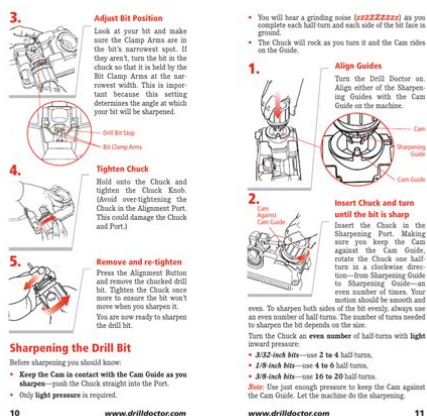 3.
Adjust Bit Position
Look at your bit and make
sure the Clamp Arms are in
the bit's narrowest spot. If
they aren't, turn the bit in the
chuck so that it is held by the
Bit Clamp Arms at the nar-
rowest width. This is impor-
tant because this setting
determines the angle at which
your bit will be sharpened.
Drill Bit Stop
Bit Clamp Arms
4.
Tighten Chuck
Hold onto the Chuck and
tighten the Chuck Knob.
(Avoid over-tightening the
Chuck in the Alignment Port.
This could damage the Chuck
and Port.)
5.
Remove and re-tighten
Press the Alignment Button
and remove the chucked drill
bit. Tighten the Chuck once
more to ensure the bit won't
move when you sharpen it.
You are now ready to sharpen
the drill bit.
Sharpening the Drill Bit
Before sharpening you should know:
• Keep the Cam in contact with the Cam Guide as you
sharpen—push the Chuck straight into the Port.
• Only light pressure is required.
10
www.drilldoctor.com
• You will hear a grinding noise (zzzZZZZzz) as you
complete each half-turn and each side of the bit face is
ground.
• The Chuck will rock as you turn it and the Cam rides
on the Guide.
1.
Align Guides
Turn the Drill Doctor on.
Align either of the Sharpen-
ing Guides with the Cam
Guide on the machine.
Cam
Sharpening
Guide
Cam Guide
2.
Cam
Against
Cam Guide
Insert Chuck and turn
until the bit is sharp
Insert the Chuck in the
Sharpening Port. Making
sure you keep the Cam
against the Cam Guide,
rotate the Chuck one half-
turn in a clockwise direc-
tion—from Sharpening Guide
to Sharpening Guide—an
even number of times. Your
motion should be smooth and
even. To sharpen both sides of the bit evenly, always use
an even number of half-turns. The number of turns needed
to sharpen the bit depends on the size.
Turn the Chuck an even number of half-turns with light
inward pressure:
• 3/32-inch bits—use 2 to 4 half-turns,
• 1/8-inch bits—use 4 to 6 half-turns,
• 3/8-inch bits—use 16 to 20 half-turns.
Note: Use just enough pressure to keep the Cam against
the Cam Guide. Let the machine do the sharpening.
www.drilldoctor.com
11